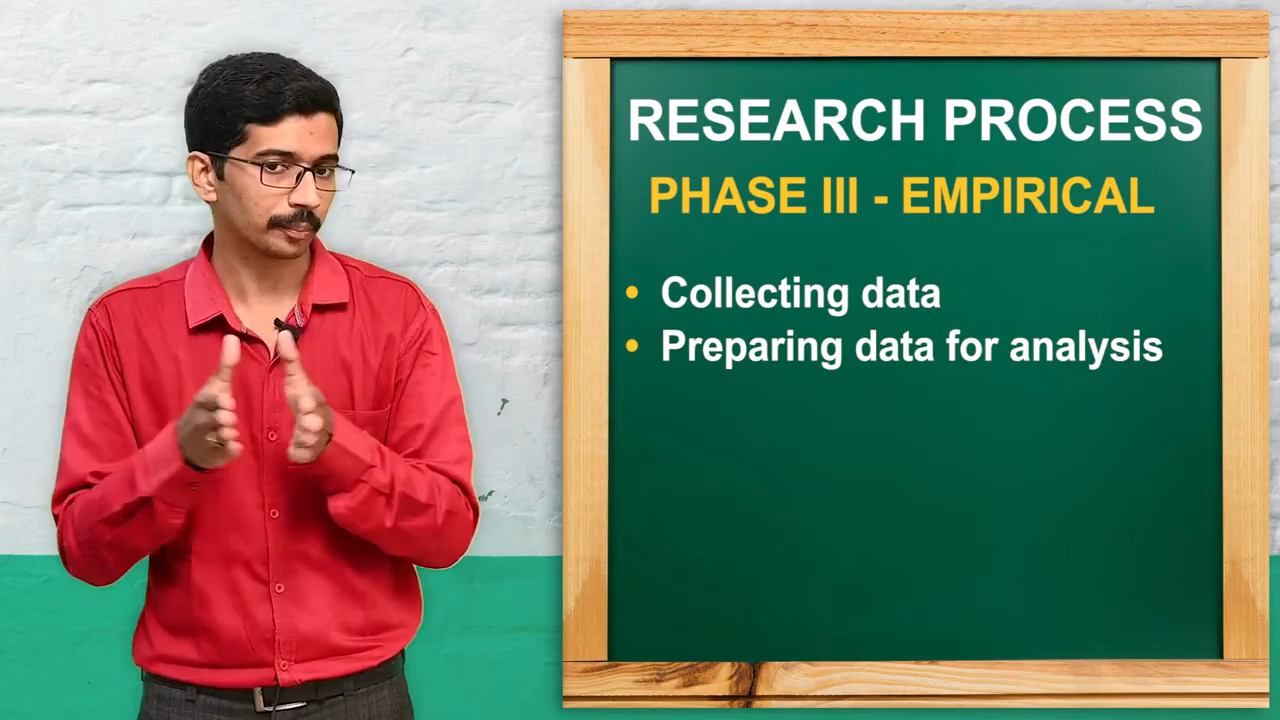 RESEARCH PROCESS
PHASE III - EMPIRICAL
• Collecting data
• Preparing data for analysis